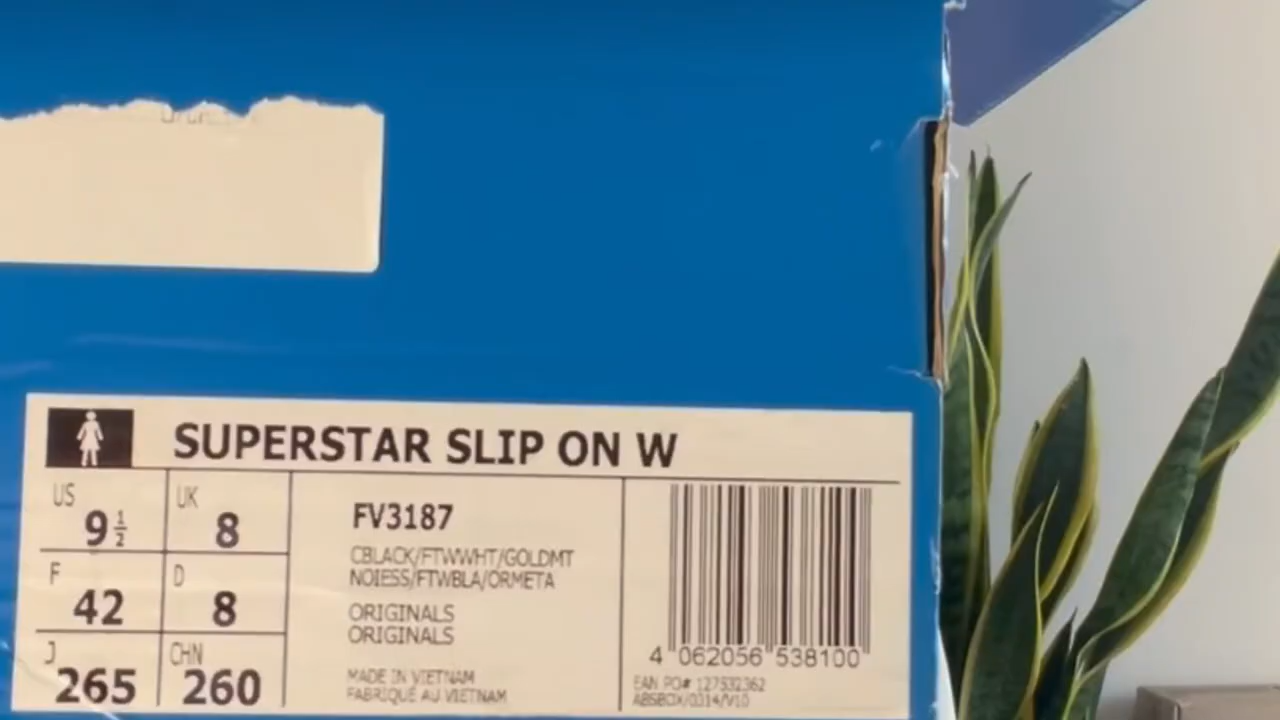 SUPERSTAR SLIP ON W
US 9½ UK 8
F 42 D 8
J 265 CHN 260
FV3187
CBLACK/FTWWHT/GOLDMT
NOIESS/FTWBLA/ORMETA
ORIGINALS
ORIGINALS
MADE IN VIETNAM
FABRIQUÉ AU VIETNAM
4 062056 538100
EAN PO# 127532362
ABSBOX/0314/V10